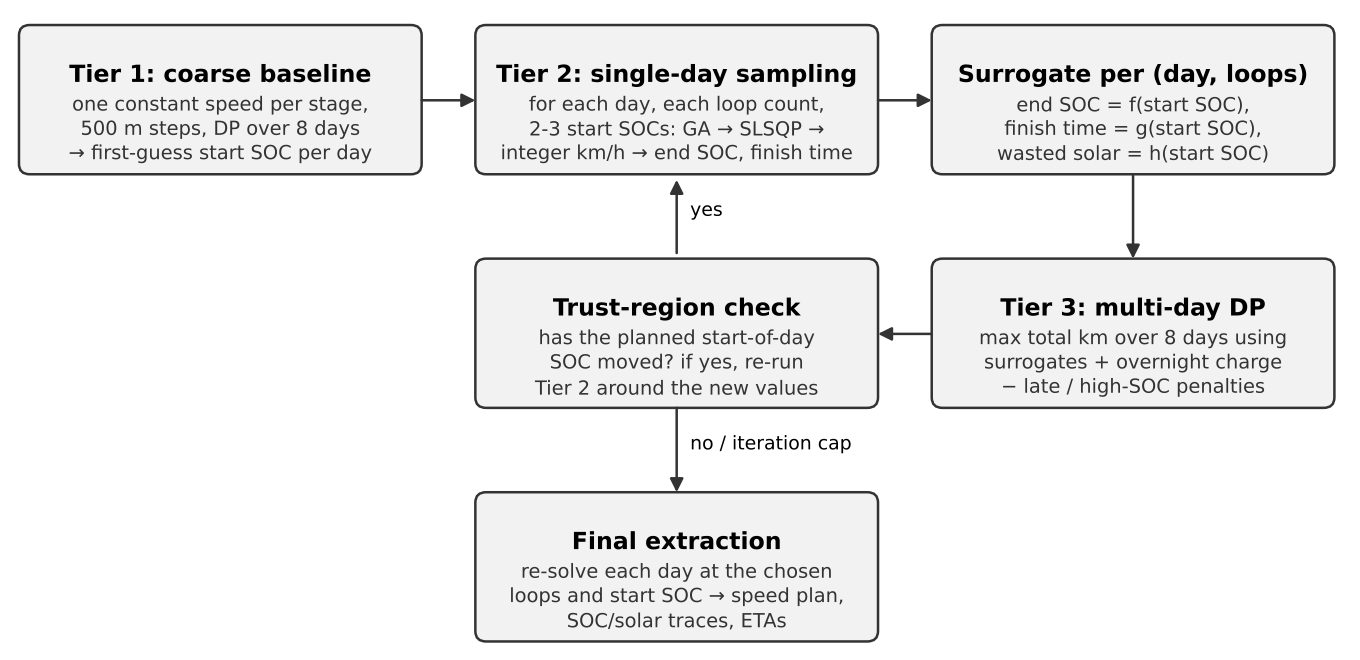 Tier 1: coarse baseline
one constant speed per stage,
500 m steps, DP over 8 days
→ first-guess start SOC per day
Tier 2: single-day sampling
for each day, each loop count,
2-3 start SOCs: GA → SLSQP →
integer km/h → end SOC, finish time
Surrogate per (day, loops)
end SOC = f(start SOC),
finish time = g(start SOC),
wasted solar = h(start SOC)
yes
Trust-region check
has the planned start-of-day
SOC moved? if yes, re-run
Tier 2 around the new values
Tier 3: multi-day DP
max total km over 8 days using
surrogates + overnight charge
− late / high-SOC penalties
no / iteration cap
Final extraction
re-solve each day at the chosen
loops and start SOC → speed plan,
SOC/solar traces, ETAs